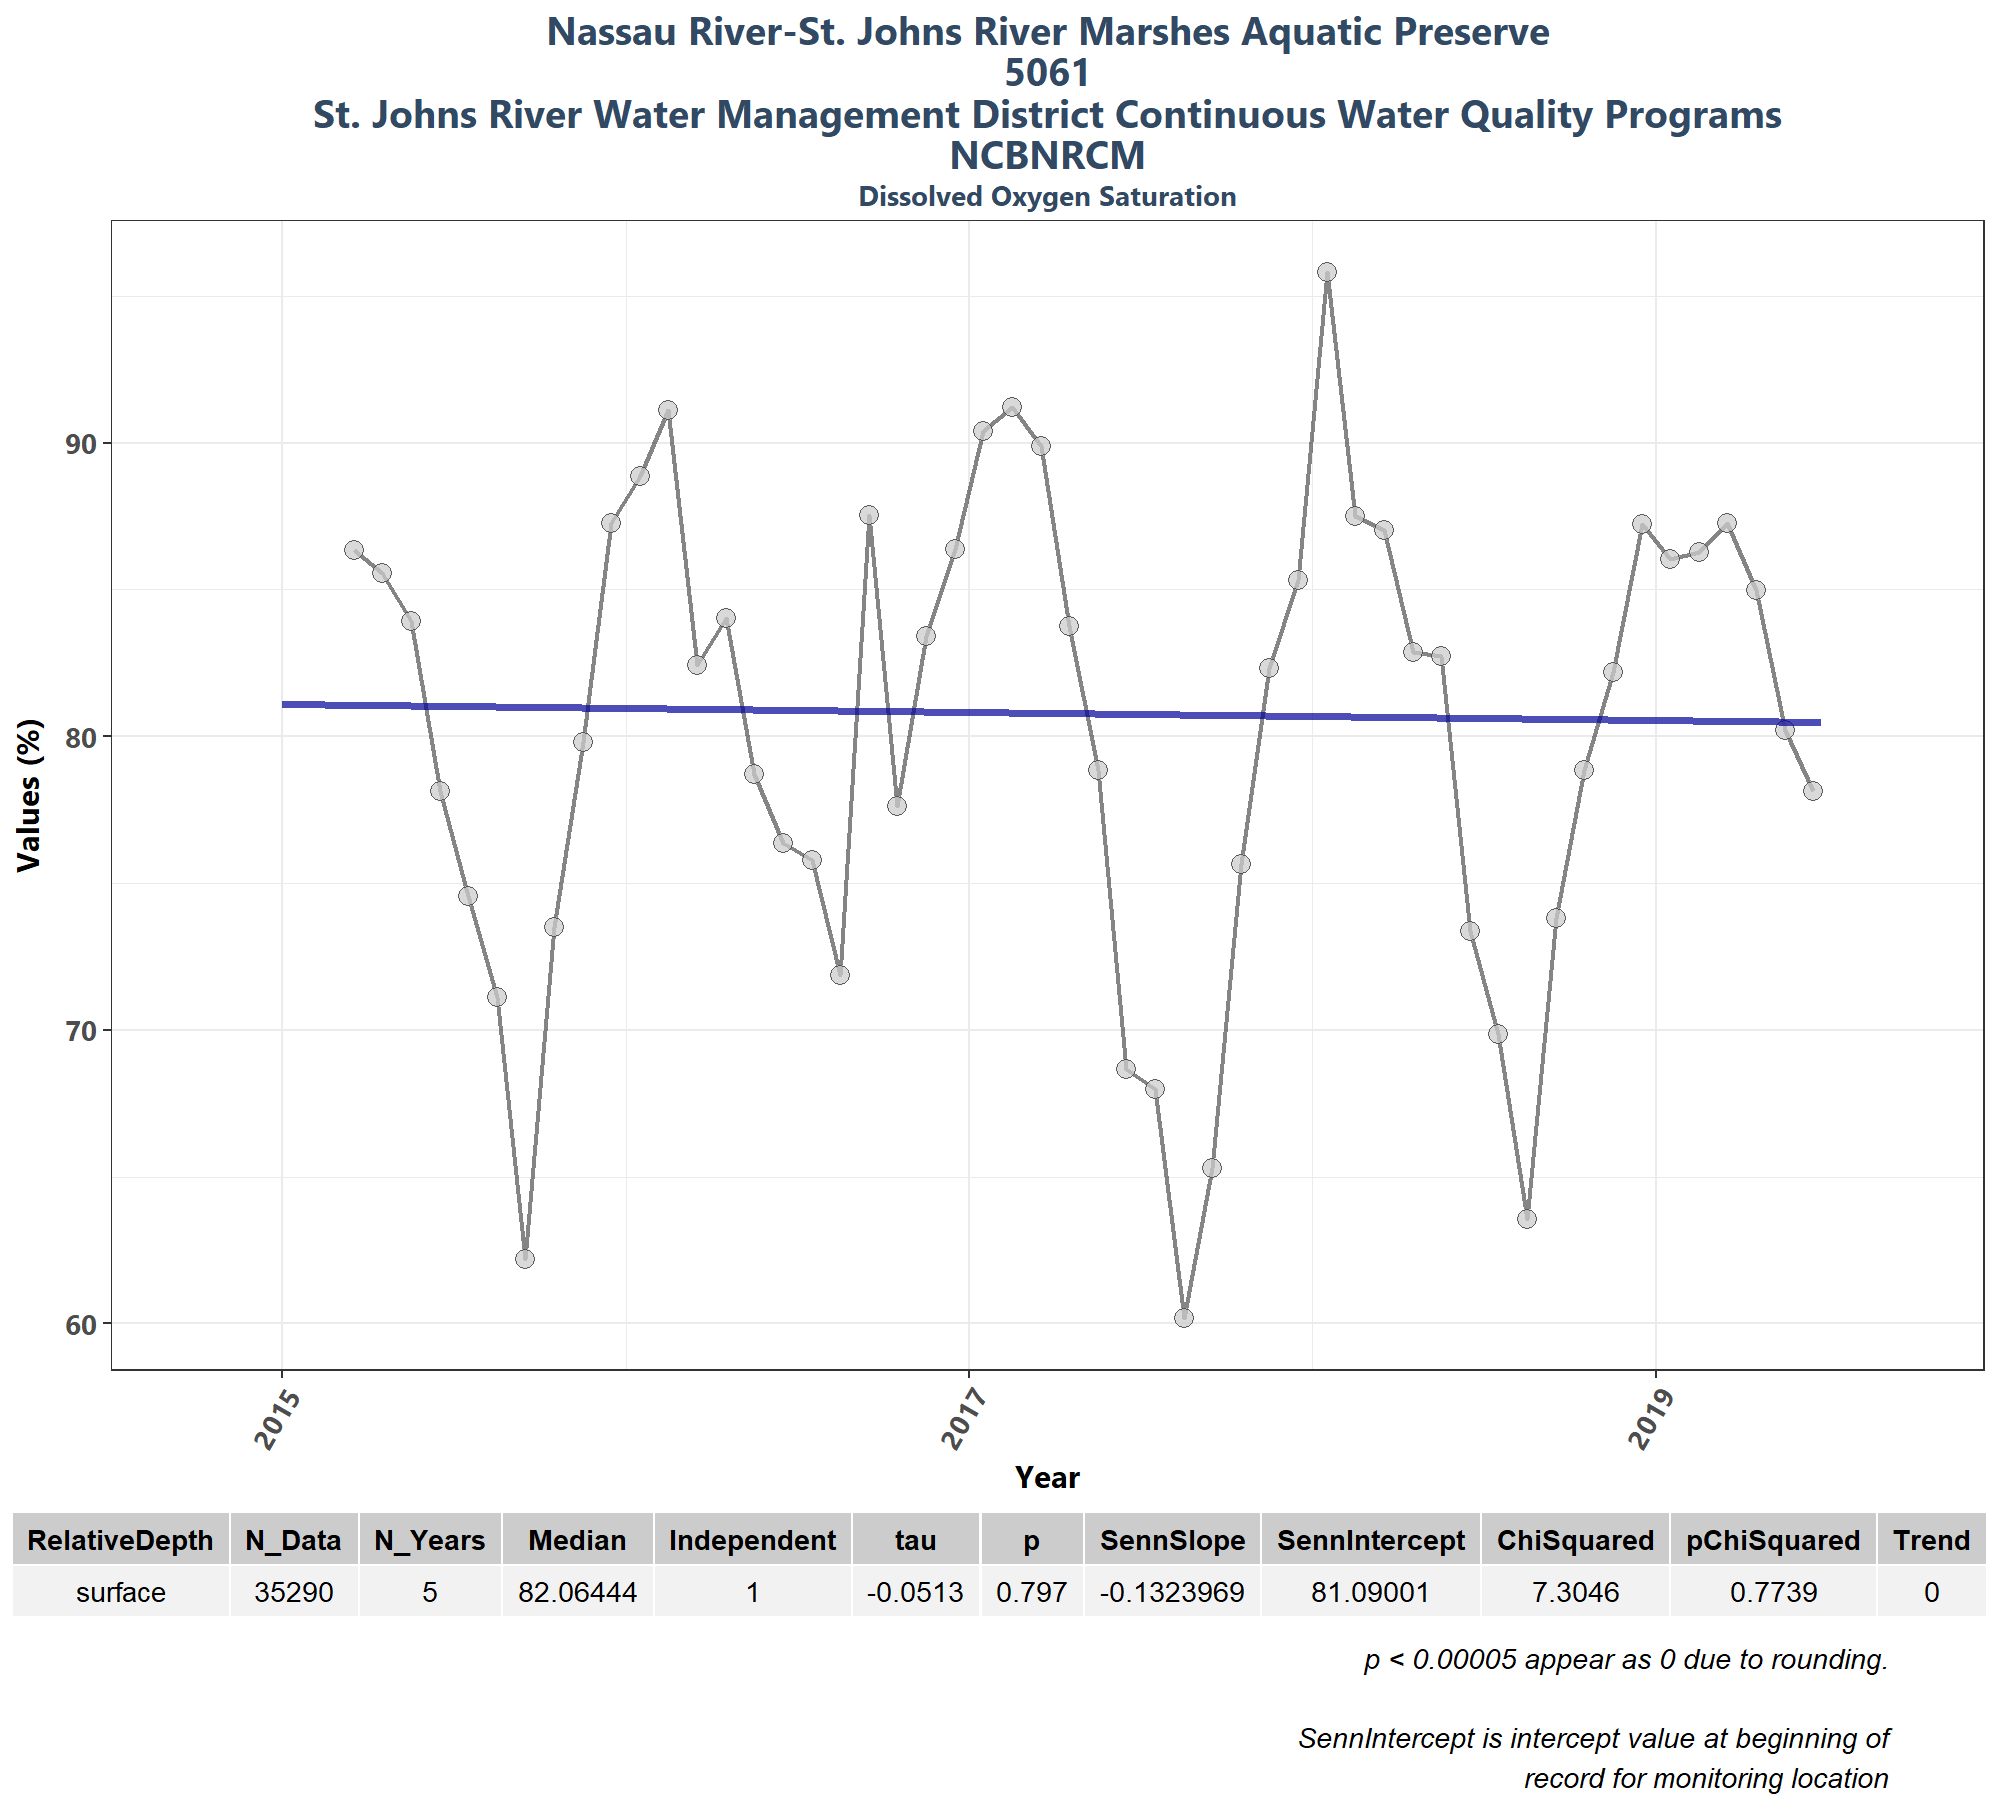 Nassau River-St. Johns River Marshes Aquatic Preserve
5061
St. Johns River Water Management District Continuous Water Quality Programs
NCBNRCM
Dissolved Oxygen Saturation
Values (%)
90
80
70
60
2015
2017
2019
Year
RelativeDepth N_Data N_Years Median Independent tau p SennSlope SennIntercept ChiSquared pChiSquared Trend
surface 35290 5 82.06444 1 -0.0513 0.797 -0.1323969 81.09001 7.3046 0.7739 0
p < 0.00005 appear as 0 due to rounding.
SennIntercept is intercept value at beginning of
record for monitoring location